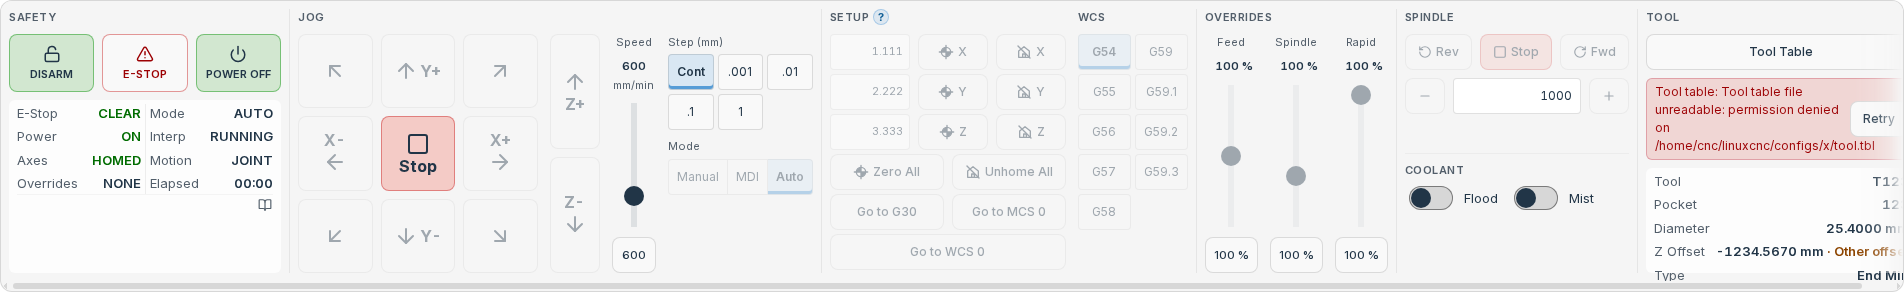 SAFETY
DISARM
E-STOP
POWER OFF
E-Stop CLEAR Mode AUTO
Power ON Interp RUNNING
Axes HOMED Motion JOINT
Overrides NONE Elapsed 00:00
JOG
Y+
X-
Stop
X+
Y-
Z+
Z-
Speed
600
mm/min
600
Step (mm)
Cont .001 .01
.1 1
Mode
Manual MDI Auto
SETUP ?
1.111 X X
2.222 Y Y
3.333 Z Z
Zero All Unhome All
Go to G30 Go to MCS 0
Go to WCS 0
WCS
G54 G59
G55 G59.1
G56 G59.2
G57 G59.3
G58
OVERRIDES
Feed Spindle Rapid
100 % 100 % 100 %
100 % 100 % 100 %
SPINDLE
Rev Stop Fwd
− 1000 +
COOLANT
Flood Mist
TOOL
Tool Table
Tool table: Tool table file
unreadable: permission denied
on
/home/cnc/linuxcnc/configs/x/tool.tbl
Retry
Tool T12
Pocket 12
Diameter 25.4000
Z Offset -1234.5670 mm · Other
Type End